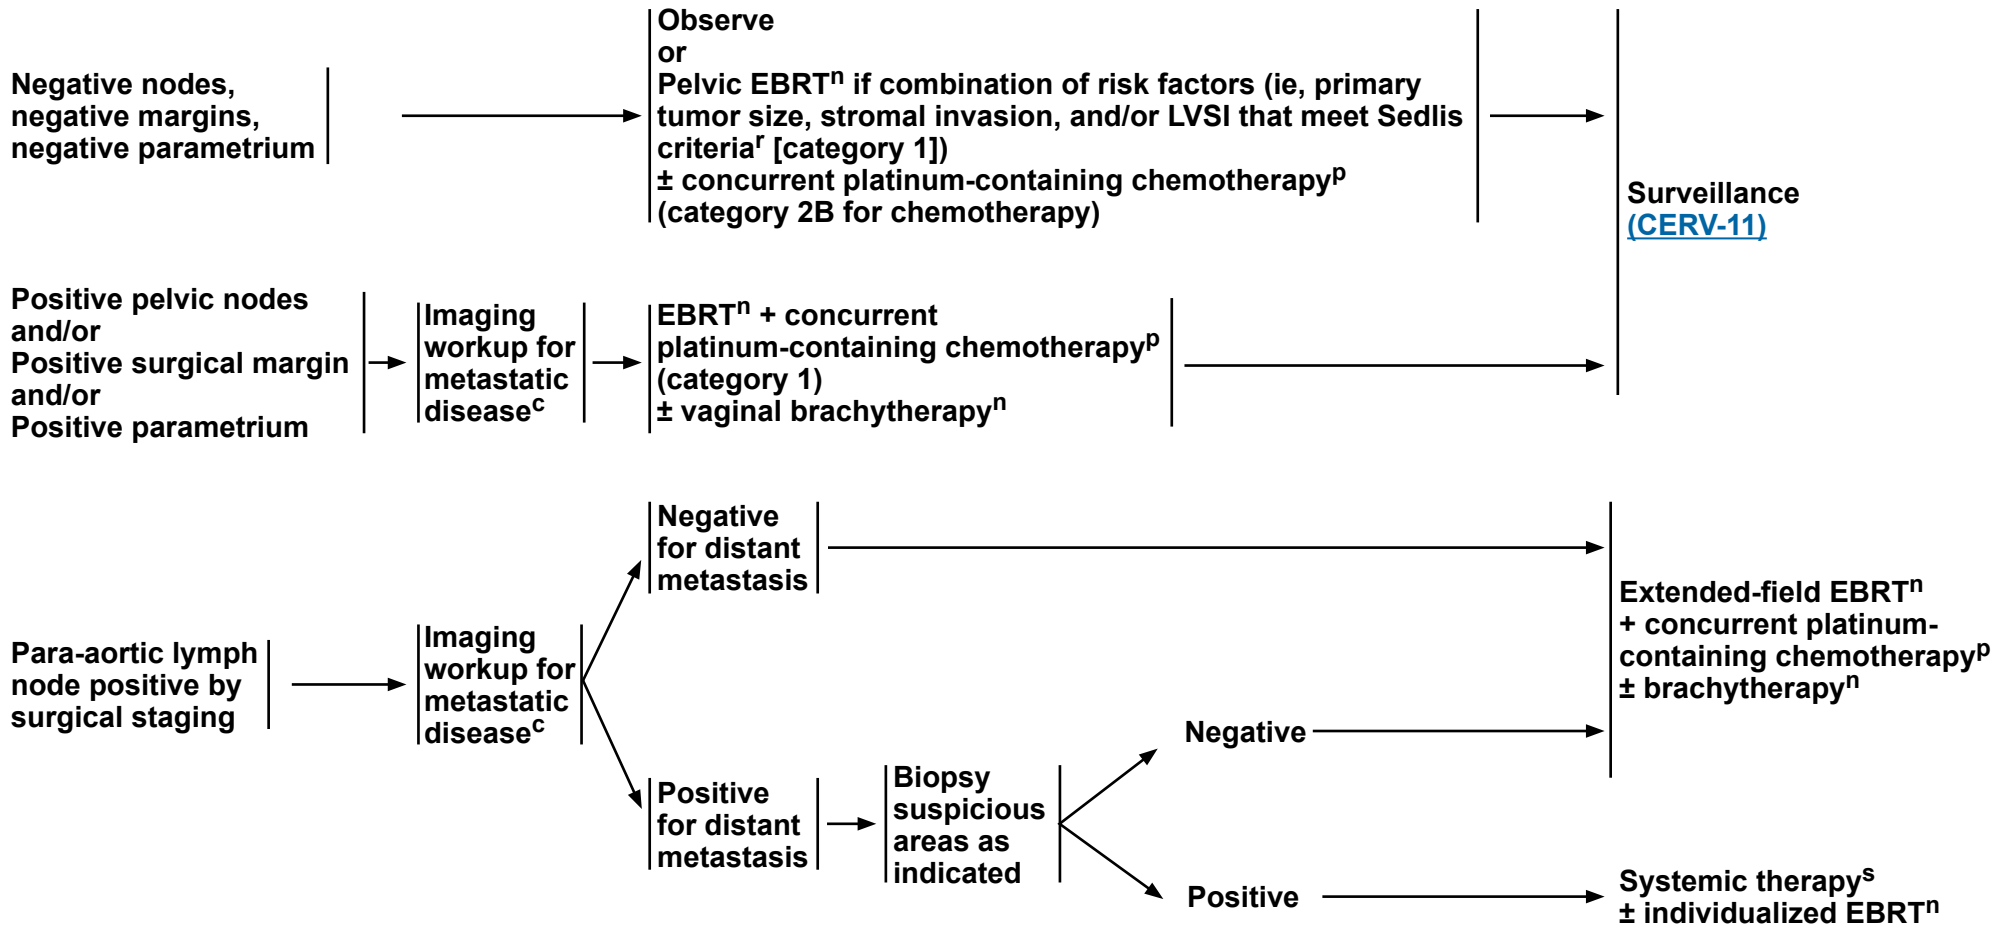 Negative nodes,
negative margins,
negative parametrium
Observe
or
Pelvic EBRTⁿ if combination of risk factors (ie, primary
tumor size, stromal invasion, and/or LVSI that meet Sedlis
criteriaʳ [category 1])
± concurrent platinum-containing chemotherapyᵖ
(category 2B for chemotherapy)
Surveillance
(CERV-11)
Positive pelvic nodes
and/or
Positive surgical margin
and/or
Positive parametrium
Imaging
workup for
metastatic
diseaseᶜ
EBRTⁿ + concurrent
platinum-containing chemotherapyᵖ
(category 1)
± vaginal brachytherapyⁿ
Para-aortic lymph
node positive by
surgical staging
Imaging
workup for
metastatic
diseaseᶜ
Negative
for distant
metastasis
Positive
for distant
metastasis
Biopsy
suspicious
areas as
indicated
Negative
Positive
Extended-field EBRTⁿ
+ concurrent platinum-
containing chemotherapyᵖ
± brachytherapyⁿ
Systemic therapyˢ
± individualized EBRTⁿ